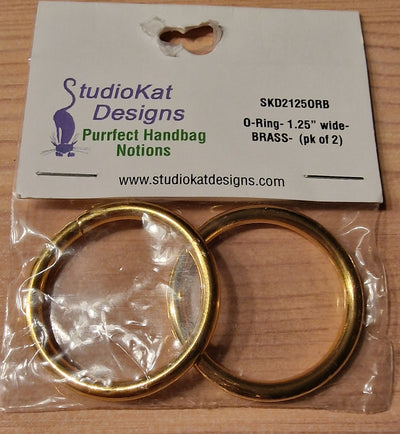 StudioKat
Designs
Purrfect Handbag
Notions
SKD2125ORB
O-Ring- 1.25" wide-
BRASS- (pk of 2)
www.studiokatdesigns.com